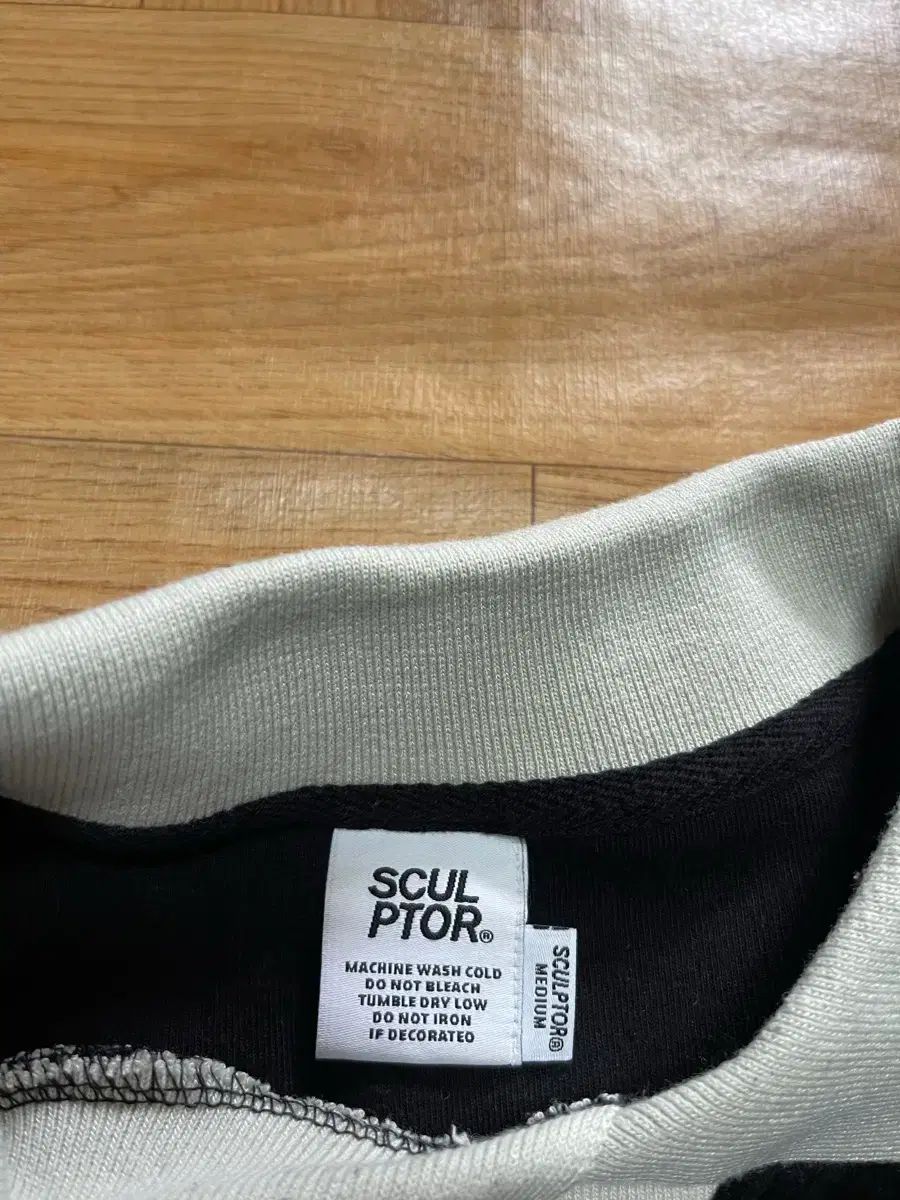 SCUL
PTOR®
MACHINE WASH COLD
DO NOT BLEACH
TUMBLE DRY LOW
DO NOT IRON
IF DECORATED
SCULPTOR®
MEDIUM